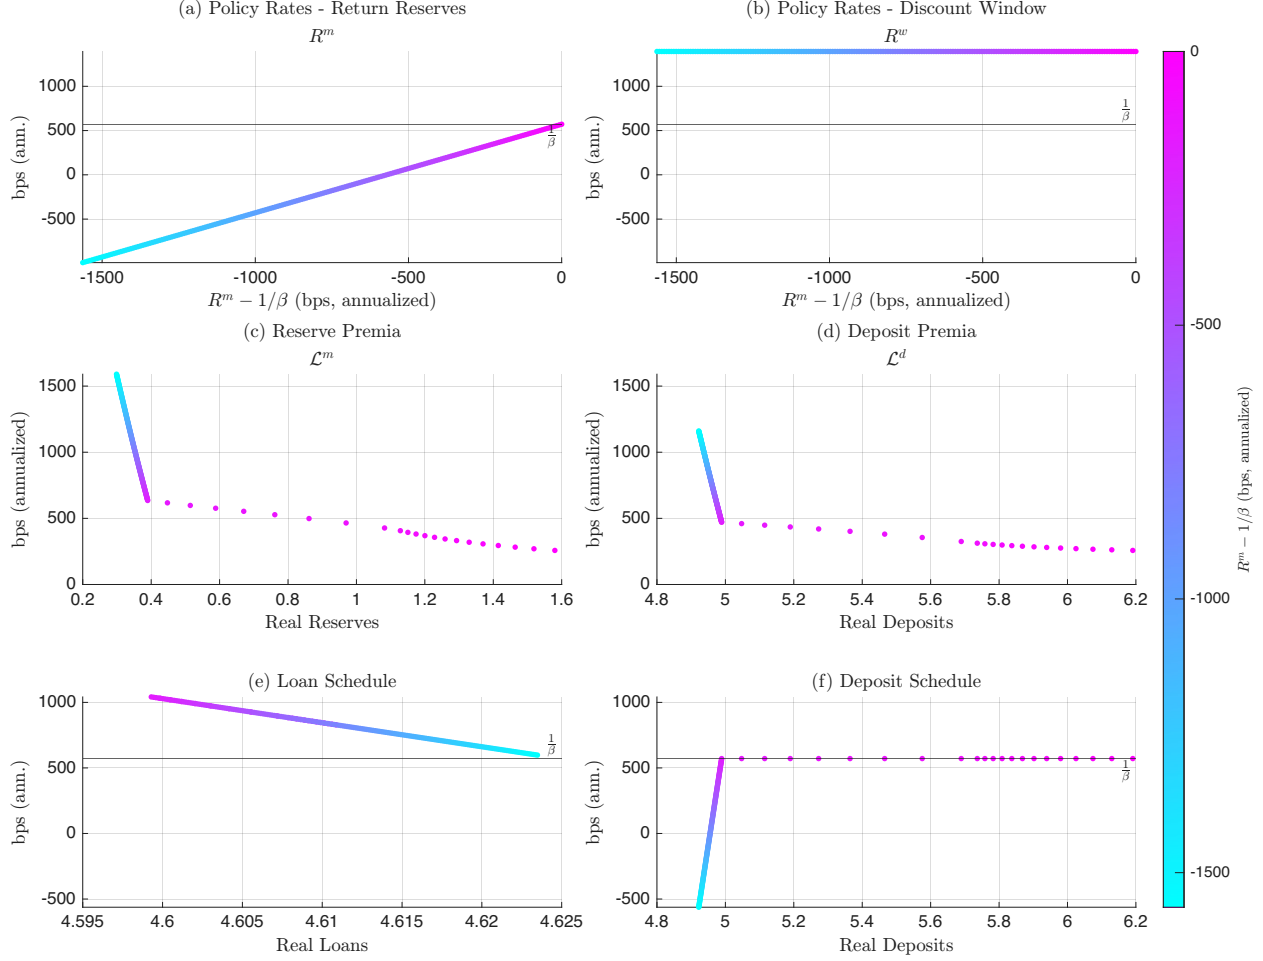 (a) Policy Rates - Return Reserves
R^m
bps (ann.)
1000
500
0
-500
1/β
-1500
-1000
-500
0
R^m − 1/β (bps, annualized)
(b) Policy Rates - Discount Window
R^w
bps (ann.)
1000
500
0
-500
1/β
-1500
-1000
-500
0
R^m − 1/β (bps, annualized)
(c) Reserve Premia
ℒ^m
bps (annualized)
1500
1000
500
0
0.2
0.4
0.6
0.8
1
1.2
1.4
1.6
Real Reserves
(d) Deposit Premia
ℒ^d
bps (annualized)
1500
1000
500
0
4.8
5
5.2
5.4
5.6
5.8
6
6.2
Real Deposits
(e) Loan Schedule
bps (ann.)
1000
500
0
-500
1/β
4.595
4.6
4.605
4.61
4.615
4.62
4.625
Real Loans
(f) Deposit Schedule
bps (ann.)
1000
500
0
-500
1/β
4.8
5
5.2
5.4
5.6
5.8
6
6.2
Real Deposits
0
-500
-1000
-1500
R^m − 1/β (bps, annualized)